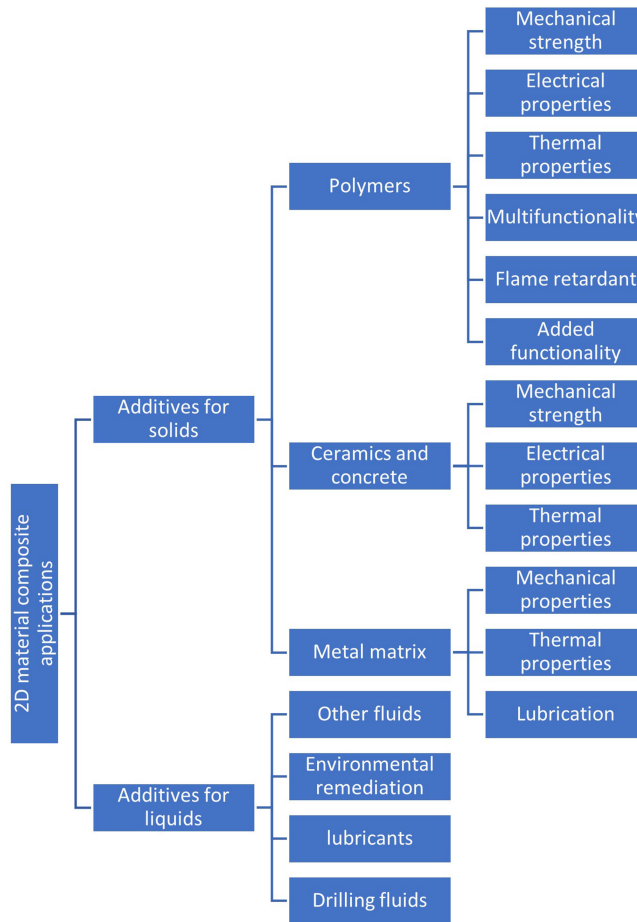 2D material composite
applications
Additives for
solids
Polymers
Mechanical
strength
Electrical
properties
Thermal
properties
Multifunctionality
Flame retardant
Added
functionality
Ceramics and
concrete
Mechanical
strength
Electrical
properties
Thermal
properties
Metal matrix
Mechanical
properties
Thermal
properties
Lubrication
Additives for
liquids
Other fluids
Environmental
remediation
lubricants
Drilling fluids